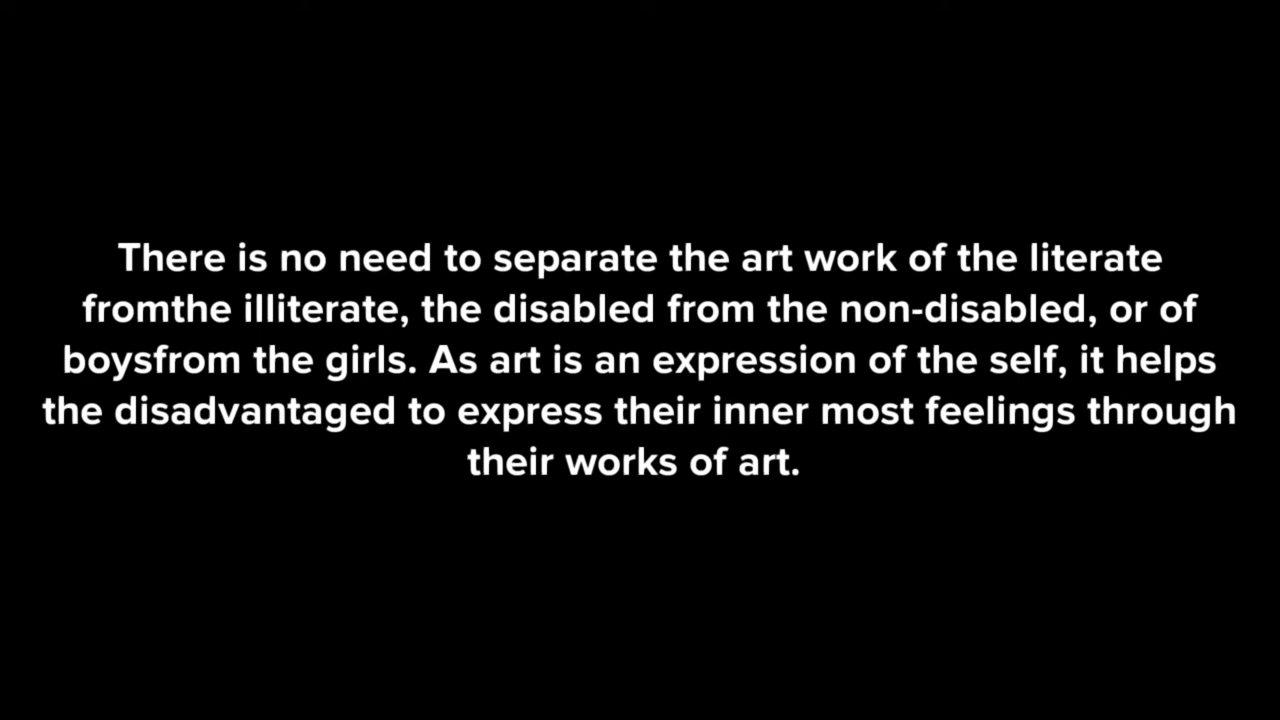 There is no need to separate the art work of the literate
fromthe illiterate, the disabled from the non-disabled, or of
boysfrom the girls. As art is an expression of the self, it helps
the disadvantaged to express their inner most feelings through
their works of art.